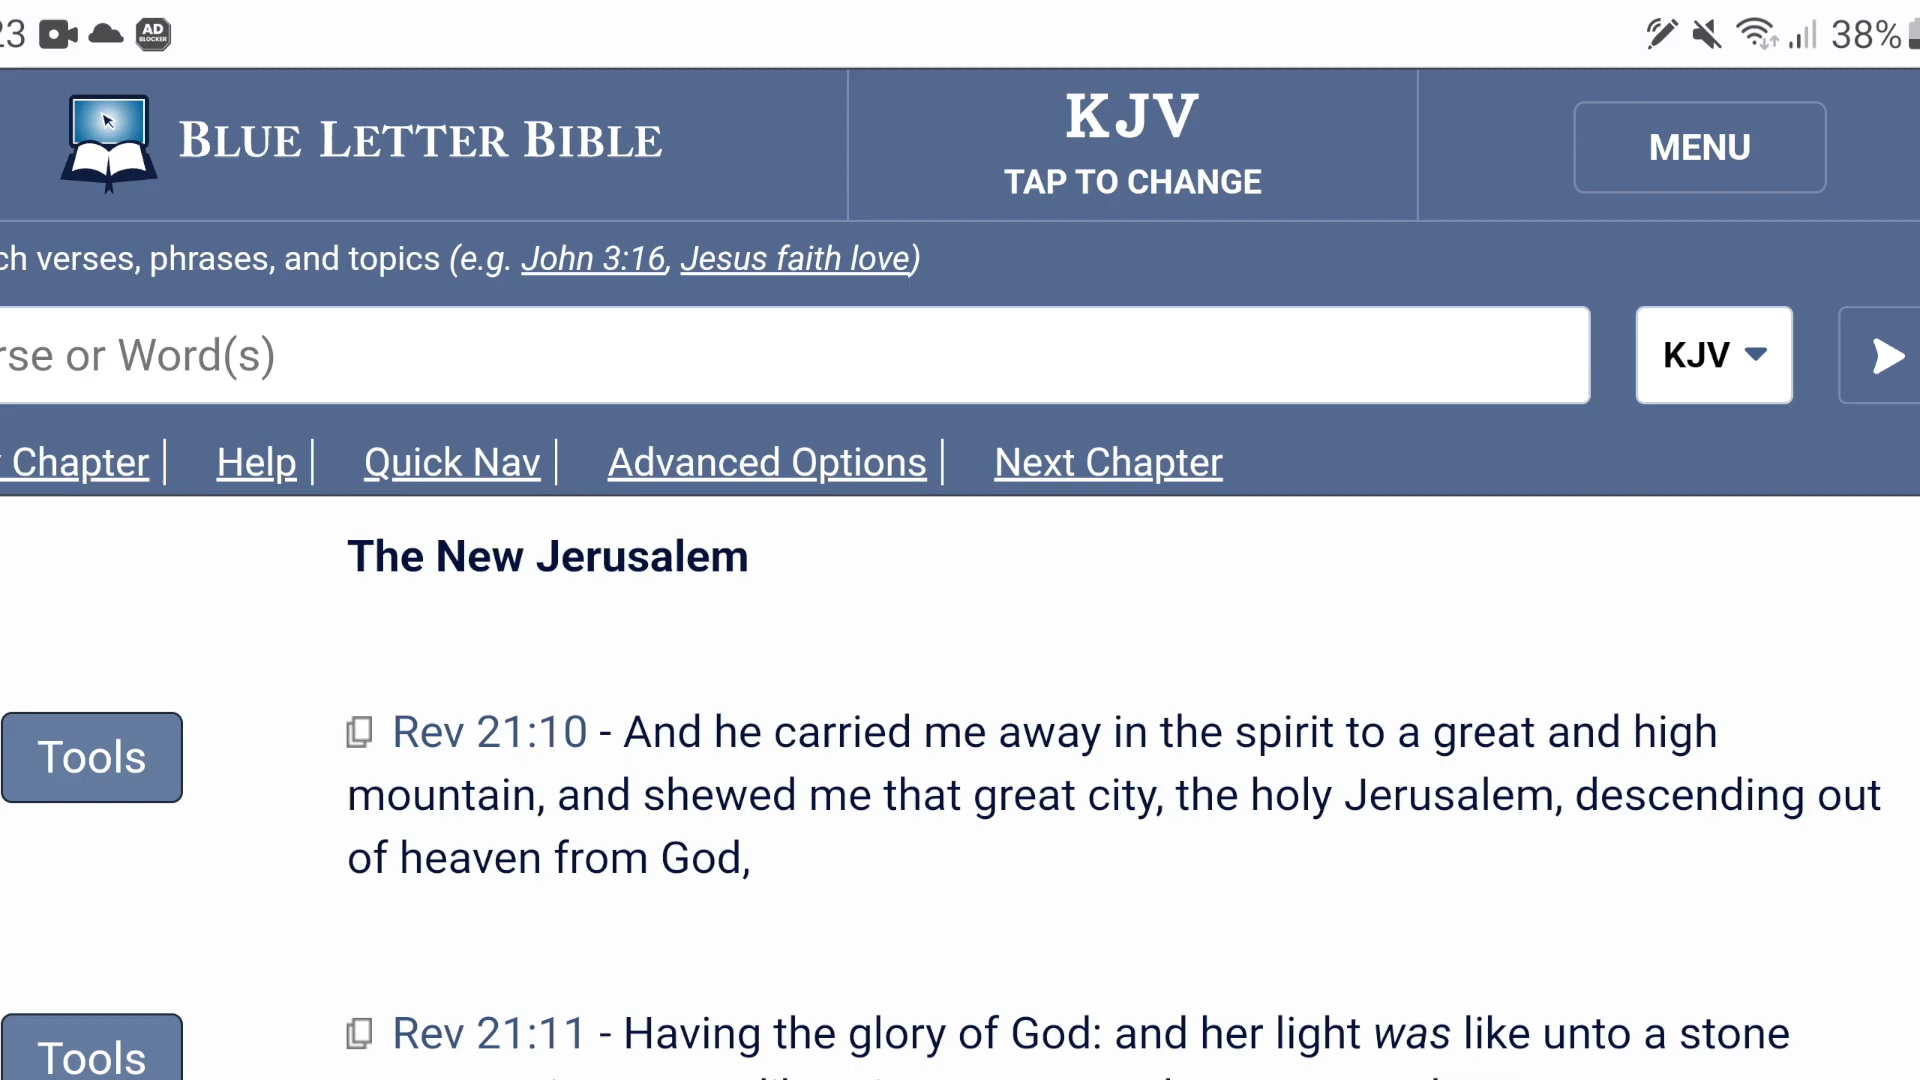 23 AD BLOCKER 38%
BLUE LETTER BIBLE
KJV
TAP TO CHANGE
MENU
ch verses, phrases, and topics (e.g. John 3:16, Jesus faith love)
rse or Word(s)
KJV
Chapter | Help | Quick Nav | Advanced Options | Next Chapter
The New Jerusalem
Tools
Rev 21:10 - And he carried me away in the spirit to a great and high
mountain, and shewed me that great city, the holy Jerusalem, descending out
of heaven from God,
Tools
Rev 21:11 - Having the glory of God: and her light was like unto a stone